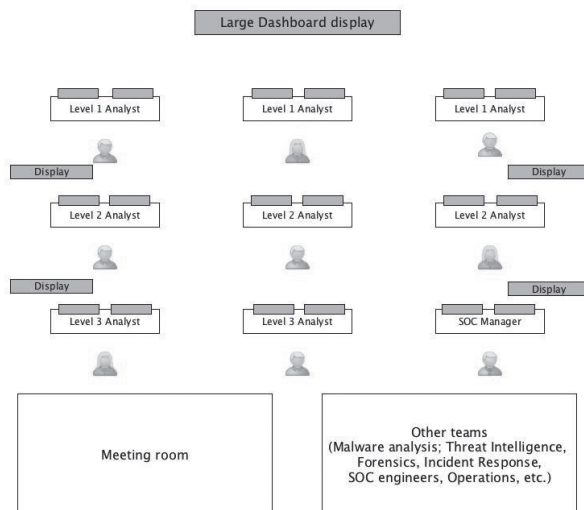 Large Dashboard display
Level 1 Analyst
Level 1 Analyst
Level 1 Analyst
Display
Display
Level 2 Analyst
Level 2 Analyst
Level 2 Analyst
Display
Display
Level 3 Analyst
Level 3 Analyst
SOC Manager
Meeting room
Other teams
(Malware analysis; Threat Intelligence,
Forensics, Incident Response,
SOC engineers, Operations, etc.)